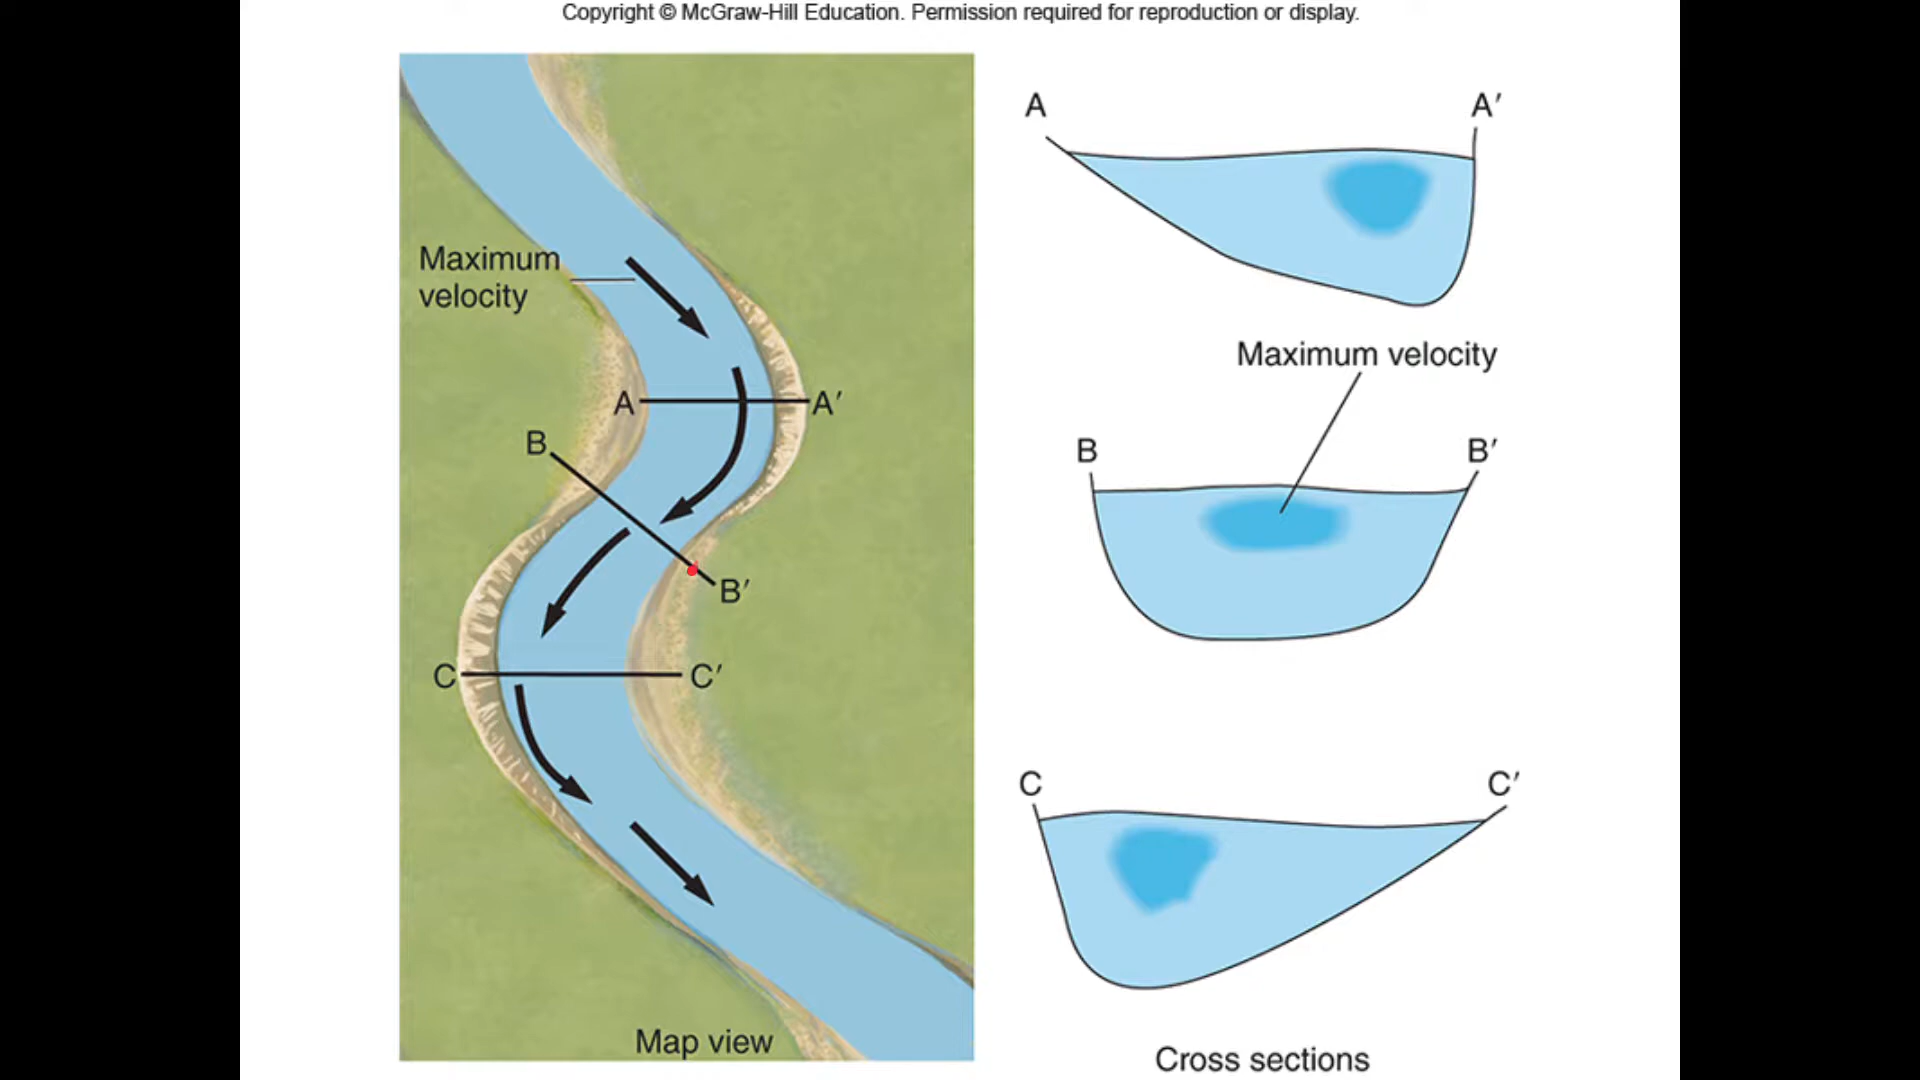 Copyright © McGraw-Hill Education. Permission required for reproduction or display.
Maximum
velocity
A
A′
B
B′
C
C′
Map view
A
A′
Maximum velocity
B
B′
C
C′
Cross sections